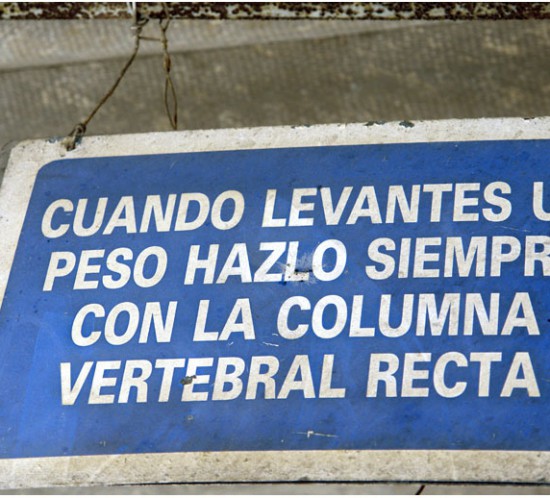 CUANDO LEVANTES U
PESO HAZLO SIEMPR
CON LA COLUMNA
VERTEBRAL RECTA